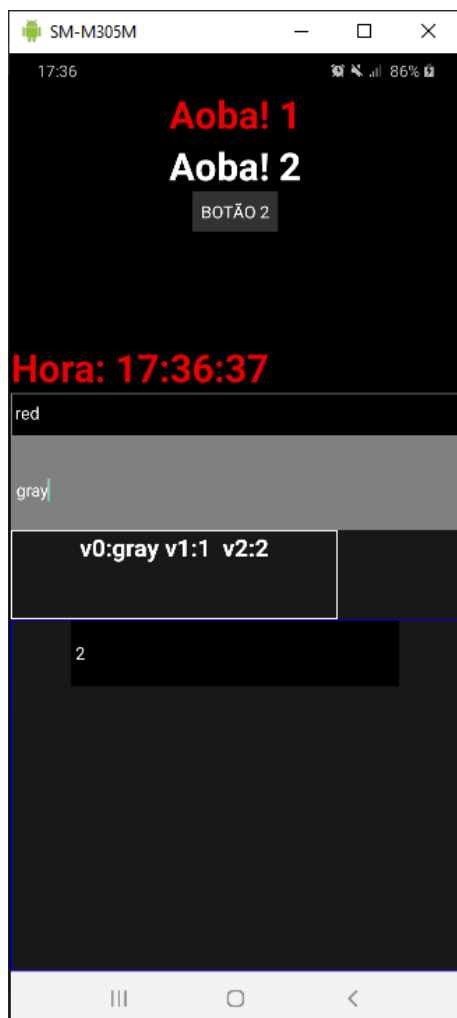 SM-M305M
17:36 86%
Aoba! 1
Aoba! 2
BOTÃO 2
Hora: 17:36:37
red
gray
v0:gray v1:1 v2:2
2